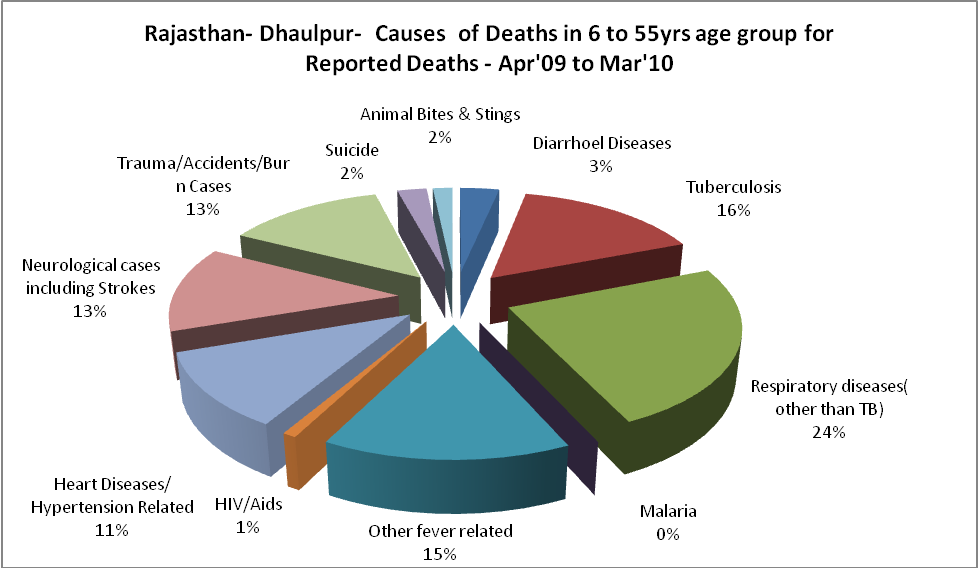 Rajasthan- Dhaulpur- Causes of Deaths in 6 to 55yrs age group for
Reported Deaths - Apr'09 to Mar'10
Animal Bites & Stings
2%
Diarrhoel Diseases
3%
Tuberculosis
16%
Respiratory diseases(
other than TB)
24%
Malaria
0%
Other fever related
15%
HIV/Aids
1%
Heart Diseases/
Hypertension Related
11%
Neurological cases
including Strokes
13%
Trauma/Accidents/Bur
n Cases
13%
Suicide
2%